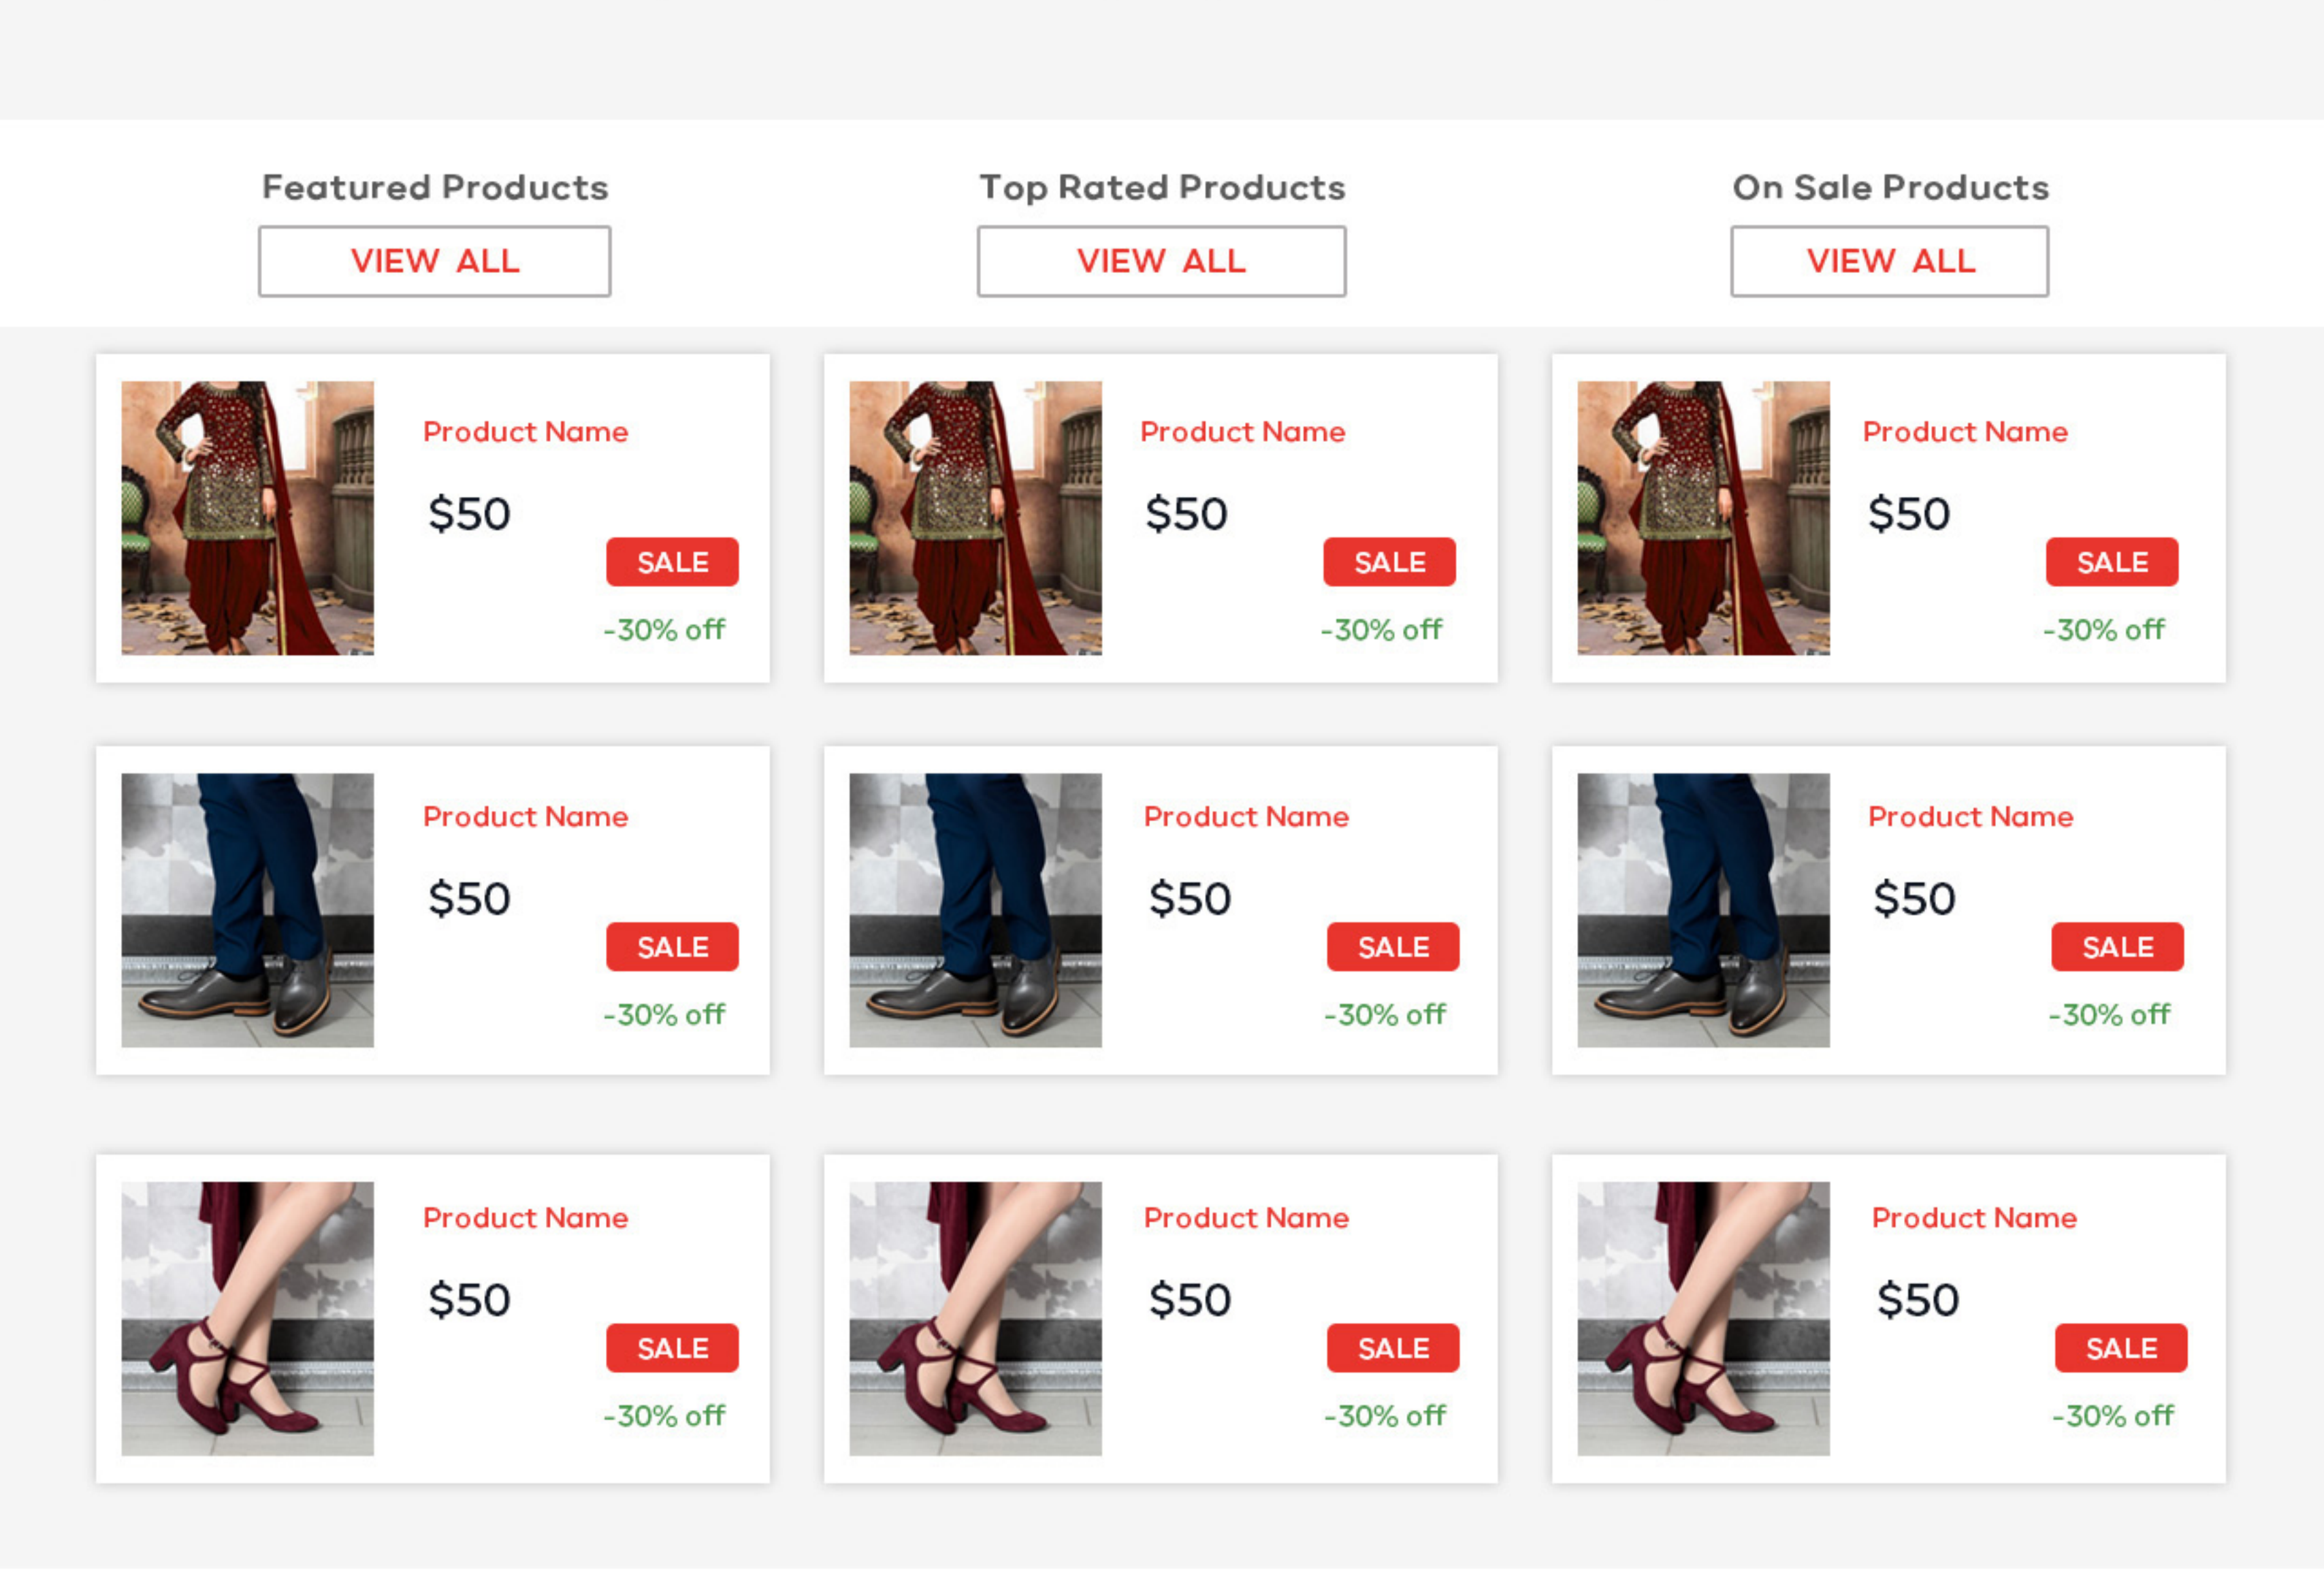 Featured Products
VIEW ALL
Top Rated Products
VIEW ALL
On Sale Products
VIEW ALL
Product Name
$50
SALE
-30% off
Product Name
$50
SALE
-30% off
Product Name
$50
SALE
-30% off
Product Name
$50
SALE
-30% off
Product Name
$50
SALE
-30% off
Product Name
$50
SALE
-30% off
Product Name
$50
SALE
-30% off
Product Name
$50
SALE
-30% off
Product Name
$50
SALE
-30% off